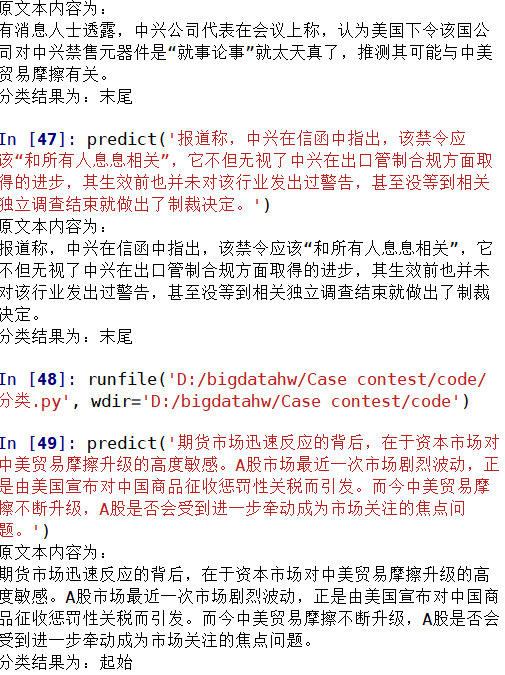 原文本内容为：
有消息人士透露，中兴公司代表在会议上称，认为美国下令该国公
司对中兴禁售元器件是“就事论事”就太天真了，推测其可能与中美
贸易摩擦有关。
分类结果为：末尾
In [47]: predict('报道称，中兴在信函中指出，该禁令应
该“和所有人息息相关”，它不但无视了中兴在出口管制合规方面取
得的进步，其生效前也并未对该行业发出过警告，甚至没等到相关
独立调查结束就做出了制裁决定。')
原文本内容为：
报道称，中兴在信函中指出，该禁令应该“和所有人息息相关”，它
不但无视了中兴在出口管制合规方面取得的进步，其生效前也并未
对该行业发出过警告，甚至没等到相关独立调查结束就做出了制裁
决定。
分类结果为：末尾
In [48]: runfile('D:/bigdatahw/Case contest/code/
分类.py', wdir='D:/bigdatahw/Case contest/code')
In [49]: predict('期货市场迅速反应的背后，在于资本市场对
中美贸易摩擦升级的高度敏感。A股市场最近一次市场剧烈波动，正
是由美国宣布对中国商品征收惩罚性关税而引发。而今中美贸易摩
擦不断升级，A股是否会受到进一步牵动成为市场关注的焦点问
题。')
原文本内容为：
期货市场迅速反应的背后，在于资本市场对中美贸易摩擦升级的高
度敏感。A股市场最近一次市场剧烈波动，正是由美国宣布对中国商
品征收惩罚性关税而引发。而今中美贸易摩擦不断升级，A股是否会
受到进一步牵动成为市场关注的焦点问题。
分类结果为：起始